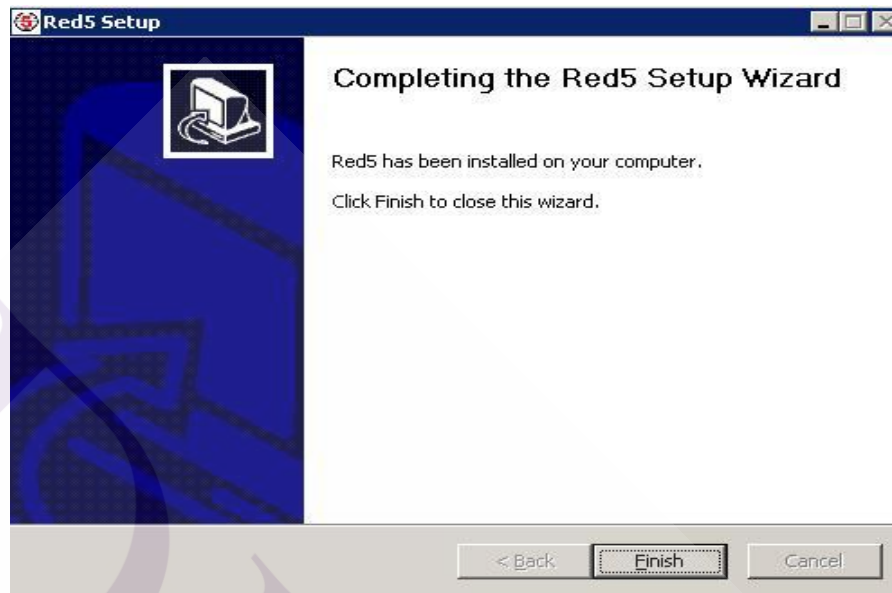 Red5 Setup
Completing the Red5 Setup Wizard
Red5 has been installed on your computer.
Click Finish to close this wizard.
< Back Finish Cancel